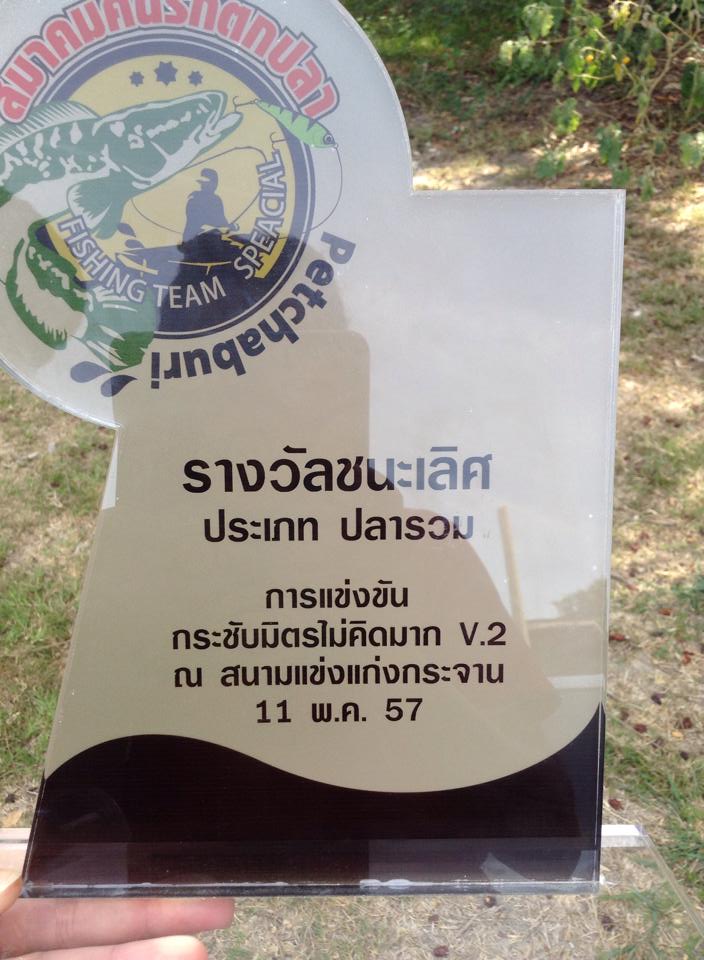 สมาคมคนรักตกปลา
FISHING TEAM SPEACIAL
Petchaburi
รางวัลชนะเลิศ
ประเภท ปลารวม
การแข่งขัน
กระชับมิตรไม่คิดมาก V.2
ณ สนามแข่งแก่งกระจาน
11 พ.ค. 57